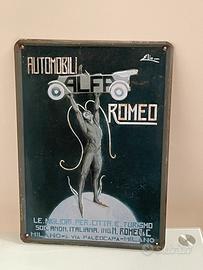 AUTOMOBILI
ALFA
ROMEO
LE MIGLIORI PER CITTÀ E TURISMO
SOC. ANON. ITALIANA ING. N. ROMEO & C.
MILANO - VIA PALEOCAPA - MILANO